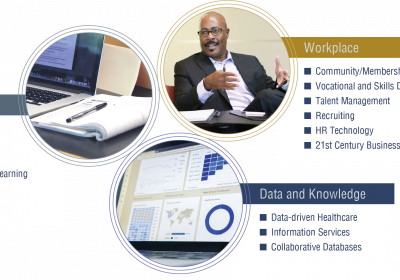 Workplace
Community/Membersh
Vocational and Skills D
Talent Management
Recruiting
HR Technology
21st Century Business
earning
Data and Knowledge
Data-driven Healthcare
Information Services
Collaborative Databases